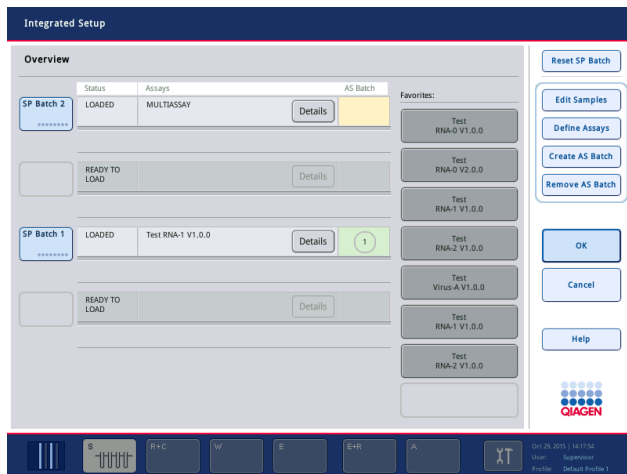 Integrated Setup
Overview
Status Assays AS Batch
SP Batch 2 LOADED MULTIASSAY Details
READY TO
LOAD Details
SP Batch 1 LOADED Test RNA-1 V1.0.0 Details 1
READY TO
LOAD Details
Favorites:
Test
RNA-0 V1.0.0
Test
RNA-0 V2.0.0
Test
RNA-1 V1.0.0
Test
RNA-2 V1.0.0
Test
Virus-A V1.0.0
Test
RNA-1 V1.0.0
Test
RNA-2 V1.0.0
Reset SP Batch
Edit Samples
Define Assays
Create AS Batch
Remove AS Batch
OK
Cancel
Help
QIAGEN
S R+C W E E+R A
Oct 29, 2015 | 14:17:54
User: Supervisor
Profile: Default Profile 1